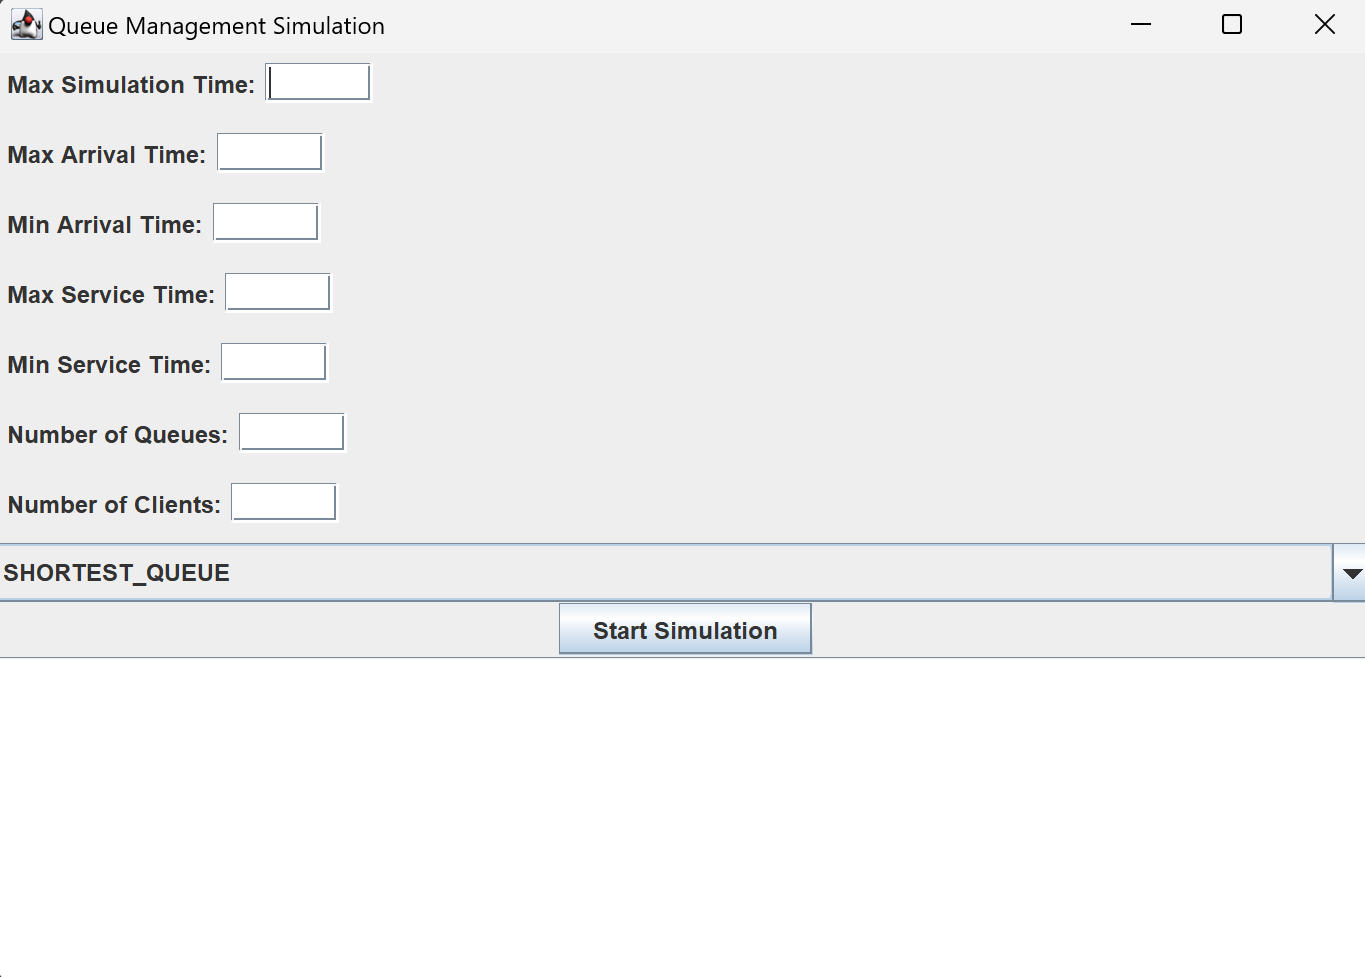 Queue Management Simulation
Max Simulation Time:
Max Arrival Time:
Min Arrival Time:
Max Service Time:
Min Service Time:
Number of Queues:
Number of Clients:
SHORTEST_QUEUE
Start Simulation